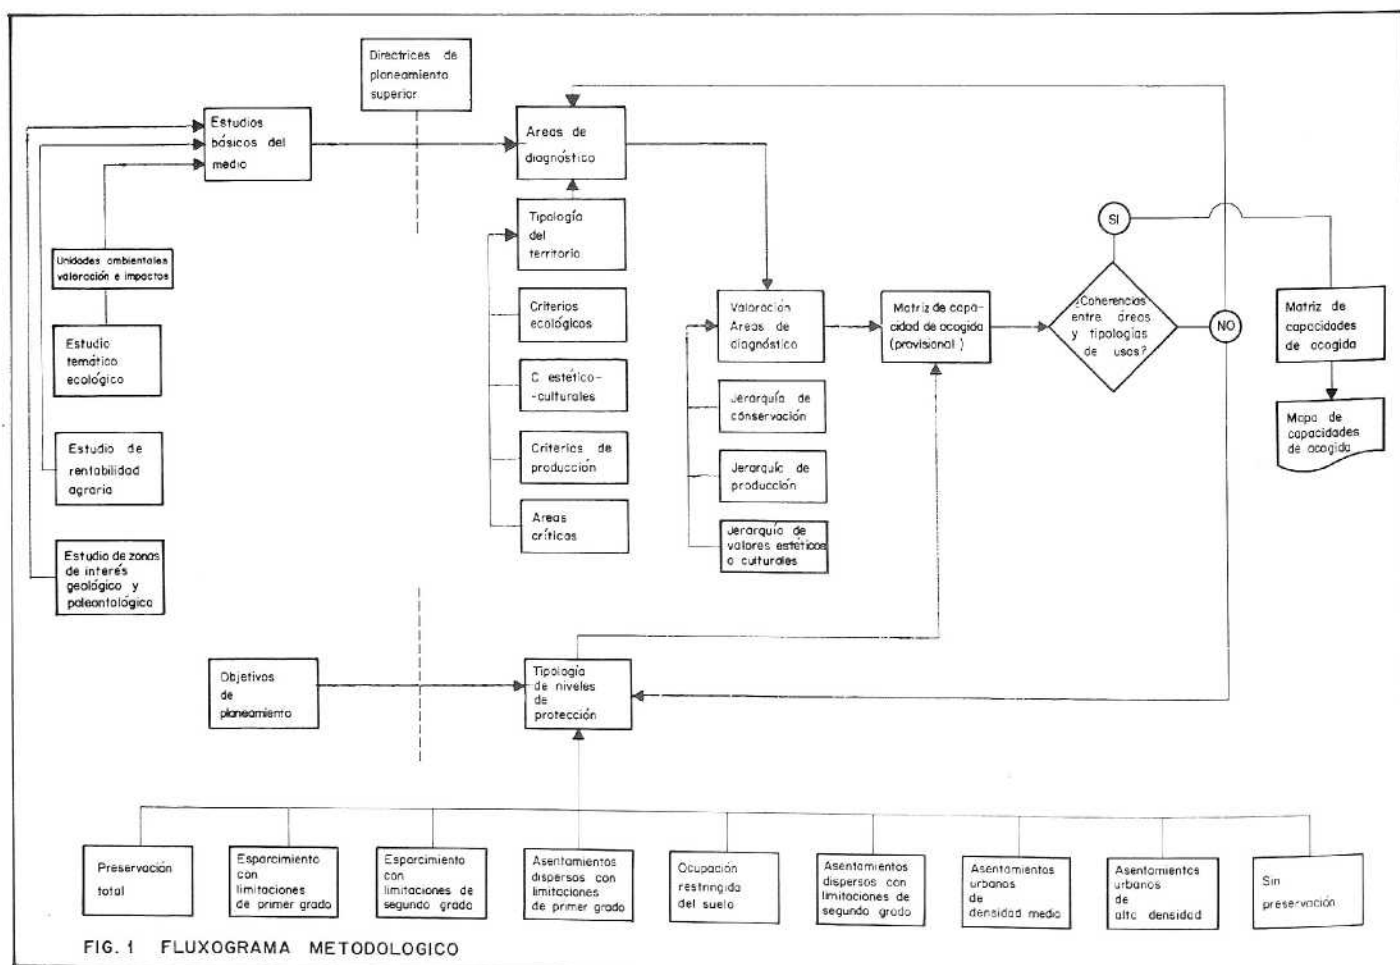 Directrices de
planeamiento
superior
Estudios
básicos del
medio
Areas de
diagnóstico
Tipología
del
territorio
Unidades ambientales
valoración e impactos
Estudio
temático
ecológico
Estudio de
rentabilidad
agraria
Estudio de zonas
de interés
geológico y
paleontológico
Criterios
ecológicos
C. estético-
-culturales
Criterios de
producción
Areas
críticas
Valoración
Areas de
diagnóstico
Jerarquía de
conservación
Jerarquía de
producción
Jerarquía de
valores estéticos
o culturales
Matriz de capa-
cidad de acogida
(provisional)
¿Coherencias
entre áreas
y tipologías
de usos?
SI
NO
Matriz de
capacidades
de acogida
Mapa de
capacidades
de acogida
Objetivos
de
planeamiento
Tipología
de niveles
de
protección
Preservación
total
Esparcimiento
con
limitaciones
de primer grado
Esparcimiento
con
limitaciones de
segundo grado
Asentamientos
dispersos con
limitaciones
de primer grado
Ocupación
restringida
del suelo
Asentamientos
dispersos con
limitaciones de
segundo grado
Asentamientos
urbanos
de
densidad media
Asentamientos
urbanos
de
alta densidad
Sin
preservación
FIG. 1 FLUXOGRAMA METODOLOGICO